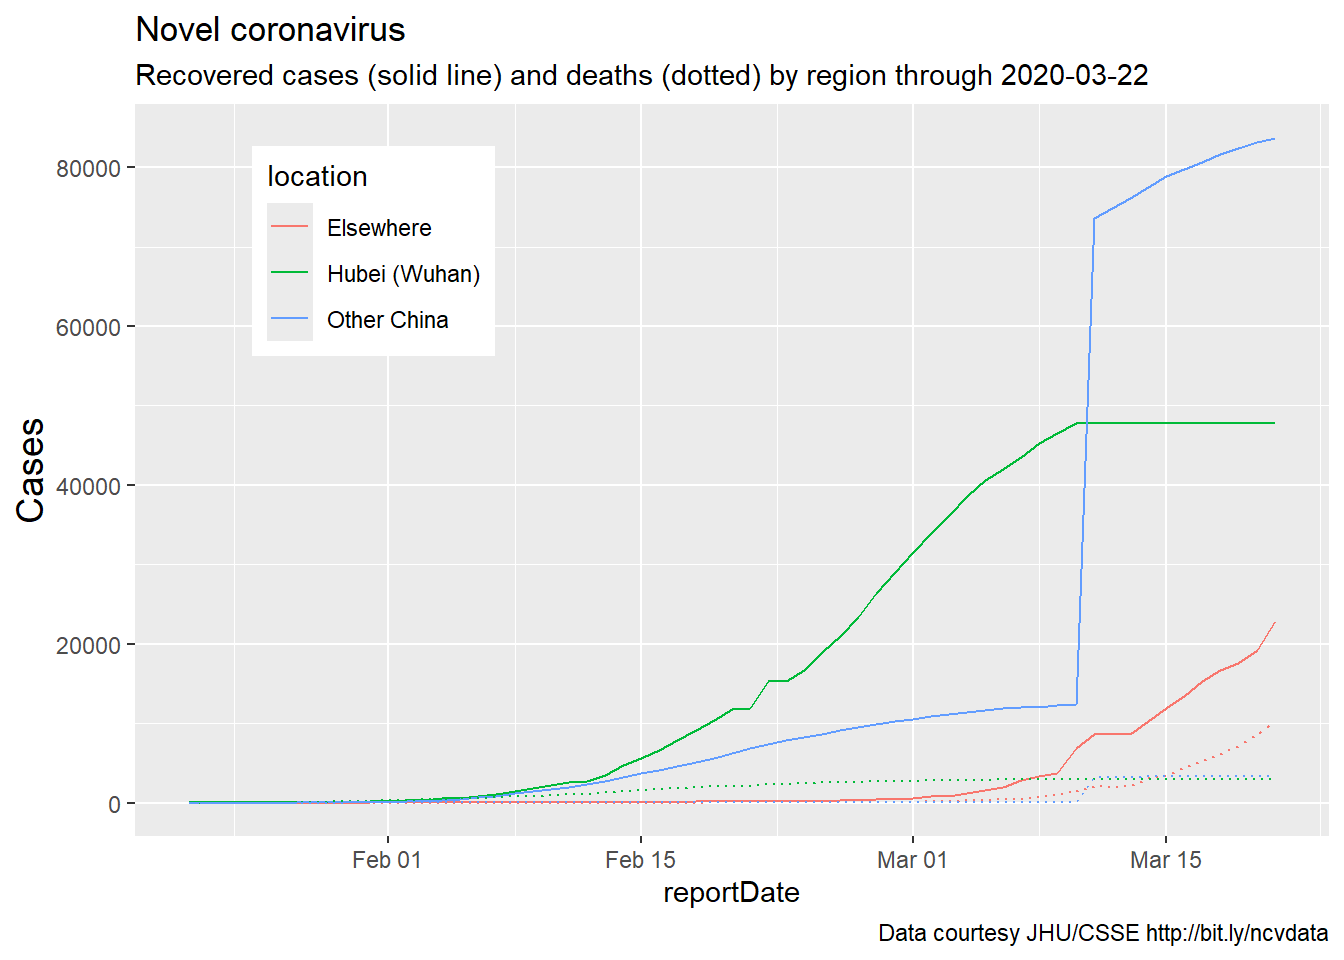 Novel coronavirus
Recovered cases (solid line) and deaths (dotted) by region through 2020-03-22
location
Elsewhere
Hubei (Wuhan)
Other China
80000
60000
40000
20000
0
Cases
Feb 01
Feb 15
Mar 01
Mar 15
reportDate
Data courtesy JHU/CSSE http://bit.ly/ncvdata